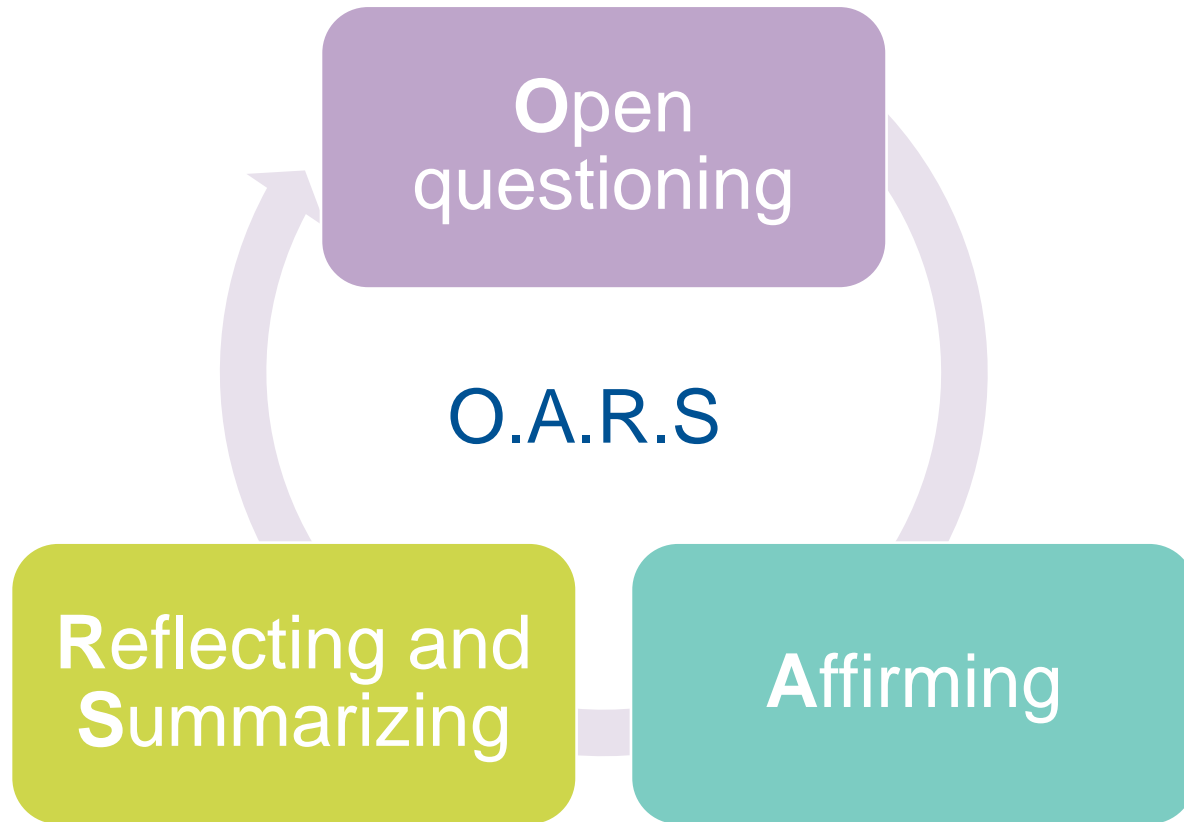 Open
questioning
O.A.R.S
Reflecting and
Summarizing
Affirming